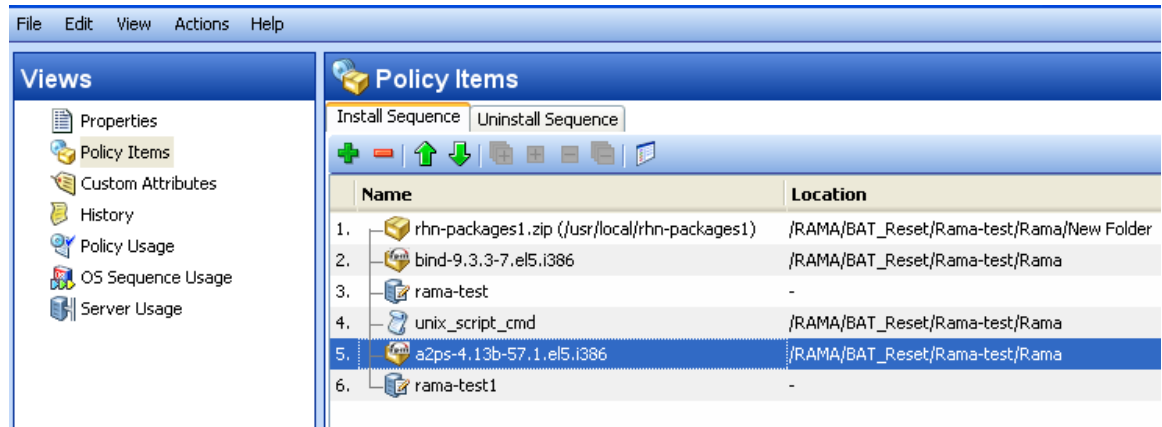 File Edit View Actions Help
Views
Properties
Policy Items
Custom Attributes
History
Policy Usage
OS Sequence Usage
Server Usage
Policy Items
Install Sequence Uninstall Sequence
Name Location
1. rhn-packages1.zip (/usr/local/rhn-packages1) /RAMA/BAT_Reset/Rama-test/Rama/New Folder
2. bind-9.3.3-7.el5.i386 /RAMA/BAT_Reset/Rama-test/Rama
3. rama-test -
4. unix_script_cmd /RAMA/BAT_Reset/Rama-test/Rama
5. a2ps-4.13b-57.1.el5.i386 /RAMA/BAT_Reset/Rama-test/Rama
6. rama-test1 -